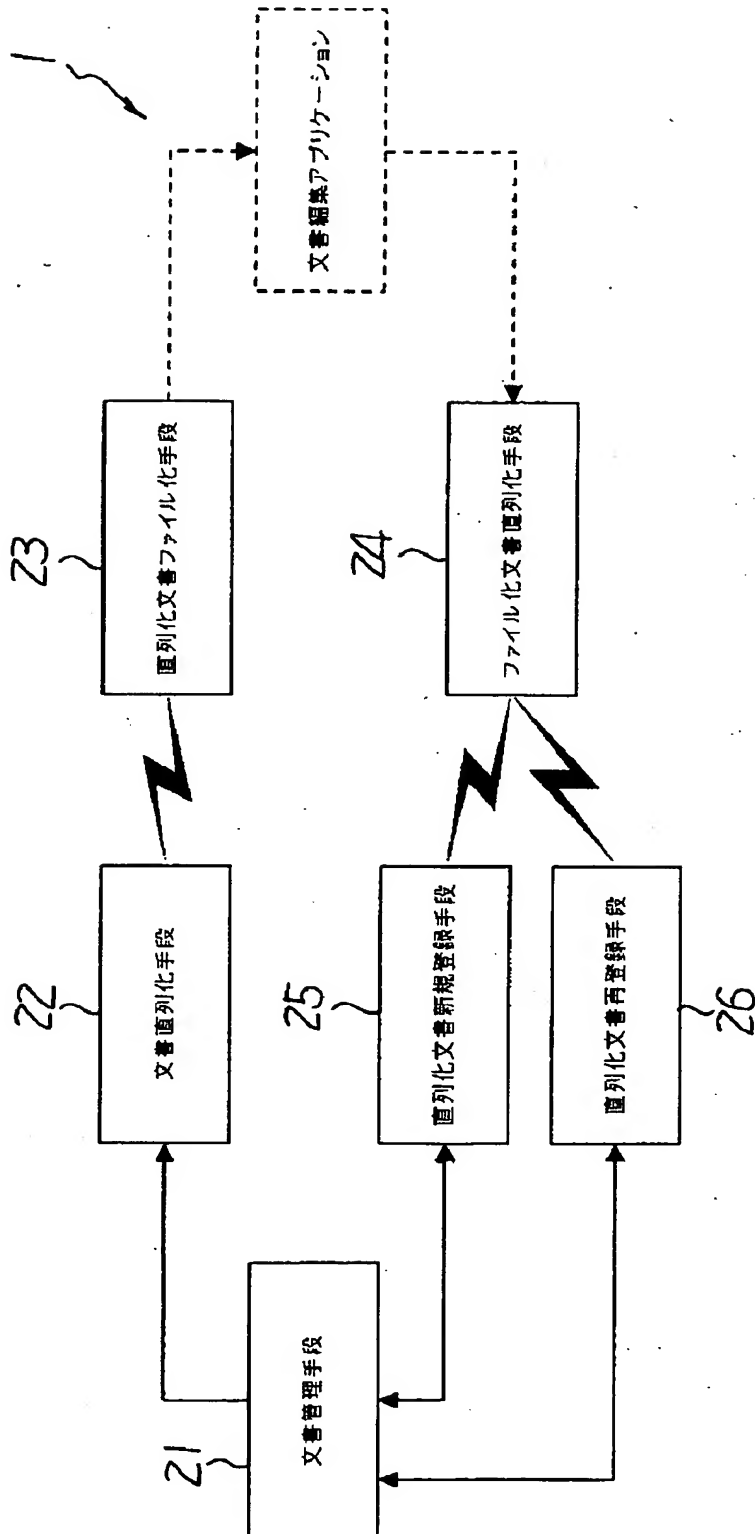 1
23
直列化文書ファイル化手段
文書編集アプリケーション
24
ファイル化文書直列化手段
22
文書直列化手段
25
直列化文書新規登録手段
26
直列化文書再登録手段
21
文書管理手段